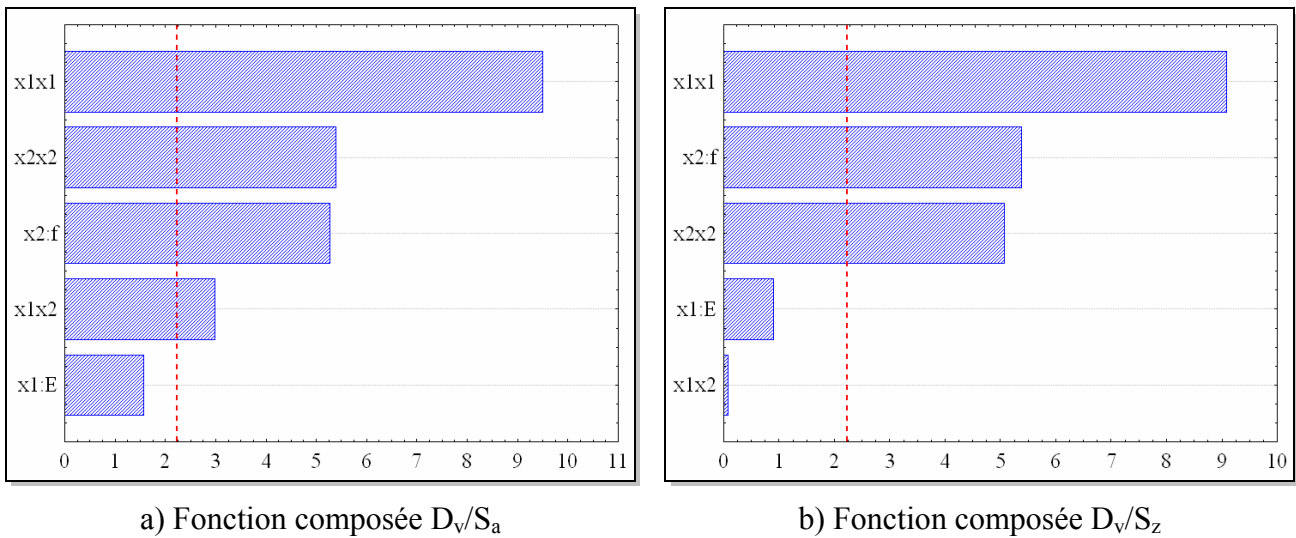 x1x1
x2x2
x2:f
x1x2
x1:E
0 1 2 3 4 5 6 7 8 9 10 11
a) Fonction composée Dv/Sa
x1x1
x2:f
x2x2
x1:E
x1x2
0 1 2 3 4 5 6 7 8 9 10
b) Fonction composée Dv/Sz